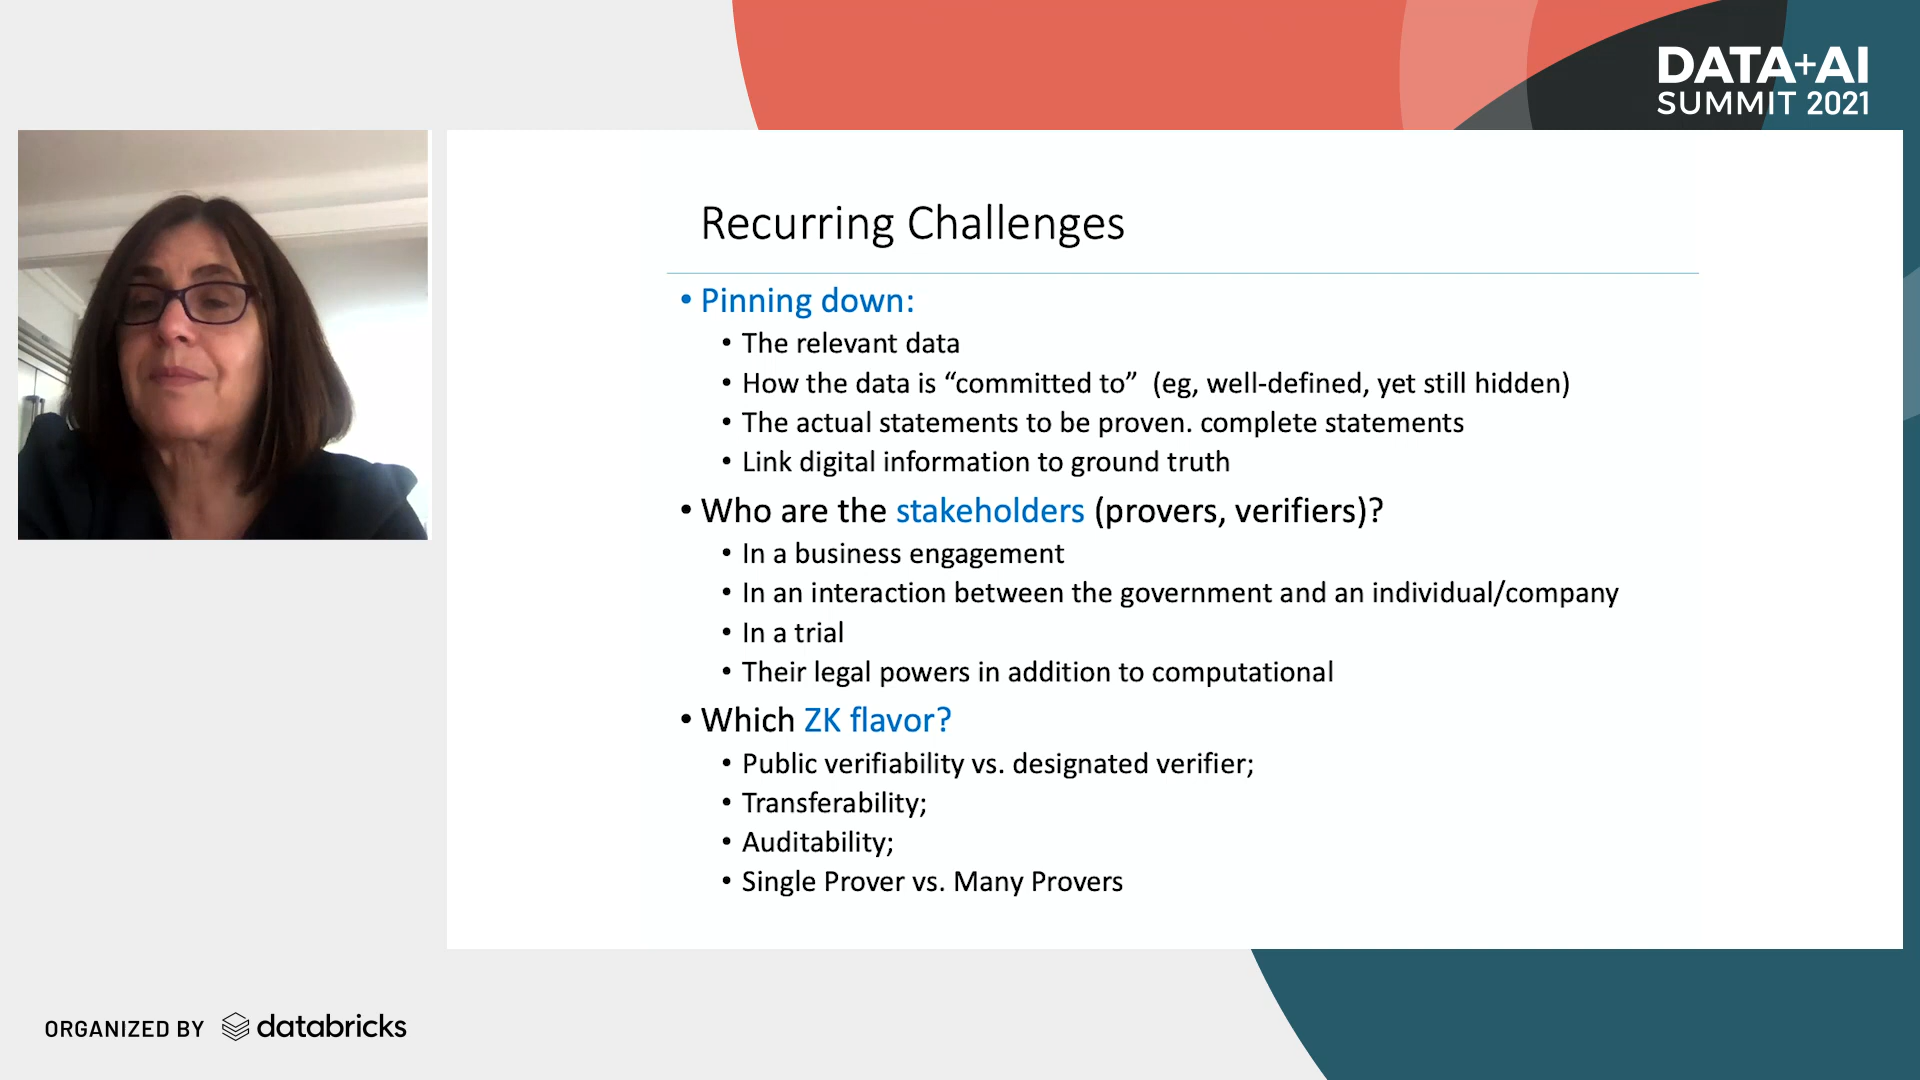 DATA+AI
SUMMIT 2021
Recurring Challenges
• Pinning down:
• The relevant data
• How the data is “committed to” (eg, well-defined, yet still hidden)
• The actual statements to be proven. complete statements
• Link digital information to ground truth
• Who are the stakeholders (provers, verifiers)?
• In a business engagement
• In an interaction between the government and an individual/company
• In a trial
• Their legal powers in addition to computational
• Which ZK flavor?
• Public verifiability vs. designated verifier;
• Transferability;
• Auditability;
• Single Prover vs. Many Provers
ORGANIZED BY databricks